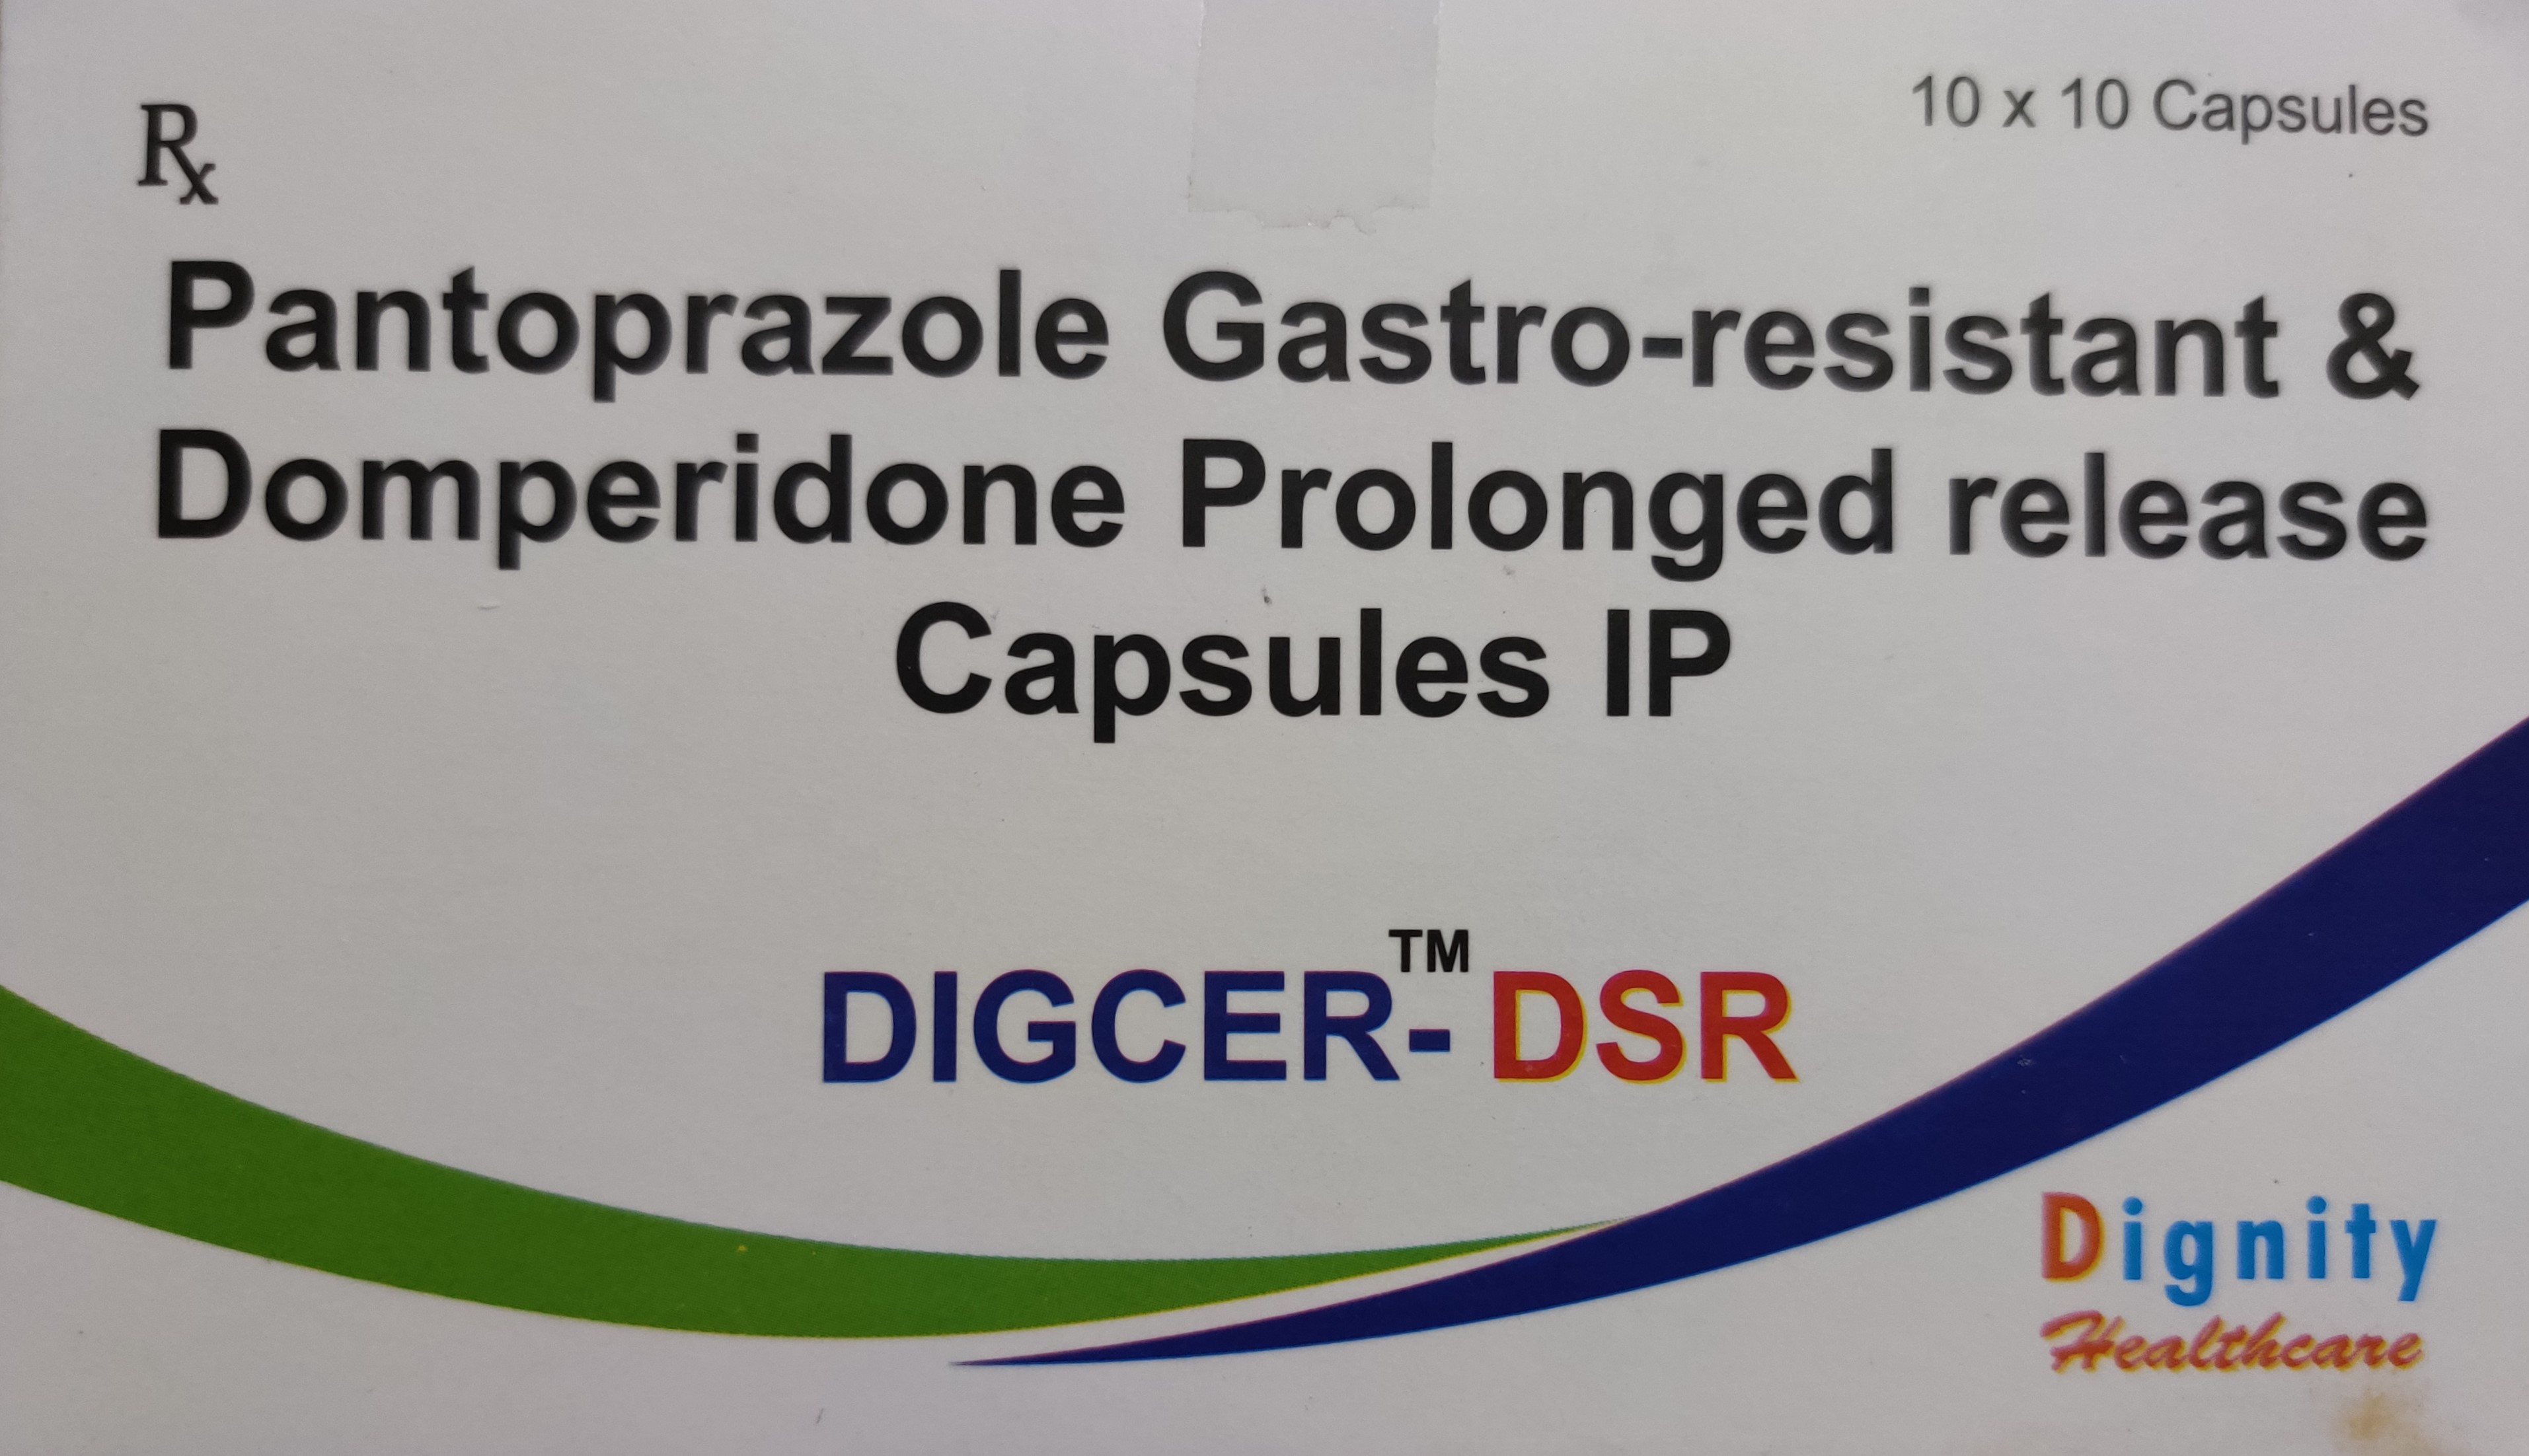 Rx
10 x 10 Capsules
Pantoprazole Gastro-resistant &
Domperidone Prolonged release
Capsules IP
DIGCER-™ DSR
Dignity
Healthcare